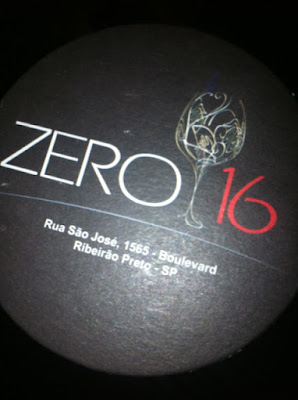 ZERO 16
Rua São José, 1565 - Boulevard
Ribeirão Preto - SP